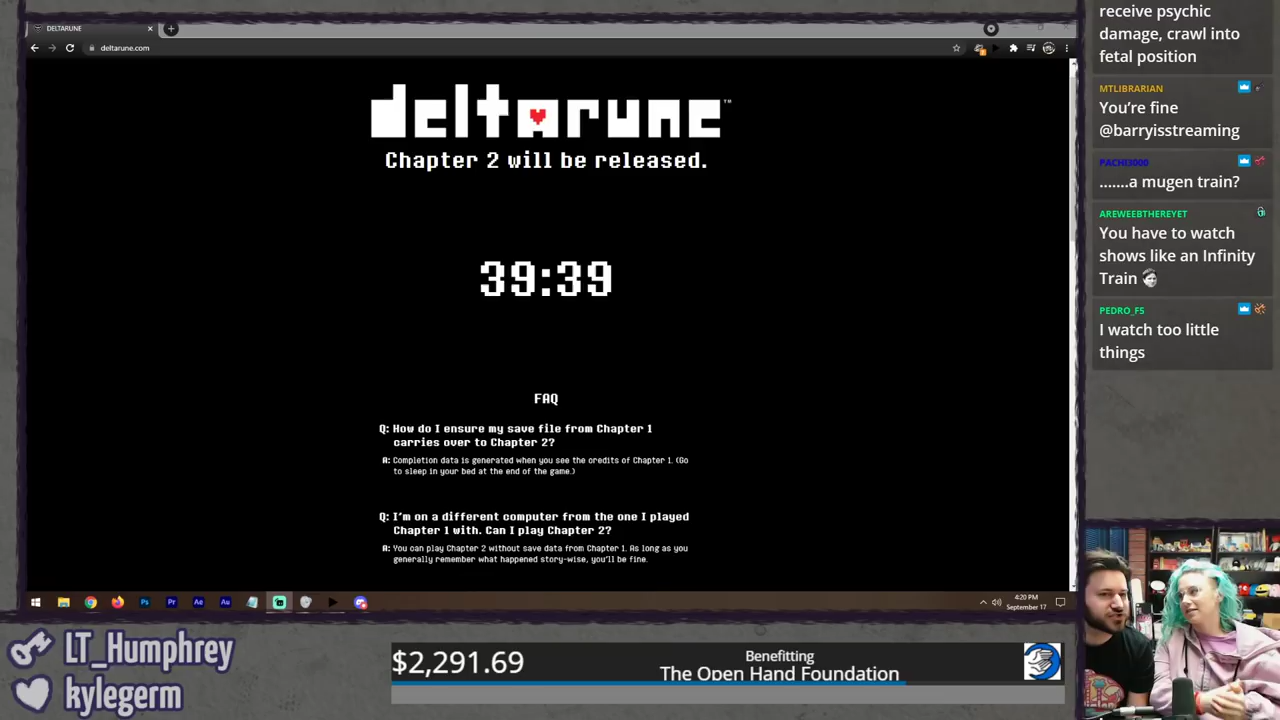 DELTARUNE
deltarune.com
deltarune™
Chapter 2 will be released.
39:39
FAQ
Q: How do I ensure my save file from Chapter 1
carries over to Chapter 2?
A: Completion data is generated when you see the credits of Chapter 1. (Go
to sleep in your bed at the end of the game.)
Q: I'm on a different computer from the one I played
Chapter 1 with. Can I play Chapter 2?
A: You can play Chapter 2 without save data from Chapter 1. As long as you
generally remember what happened story-wise, you'll be fine.
Ps
Pr
Ae
Au
4:20 PM
September 17
receive psychic
damage, crawl into
fetal position
MTLIBRARIAN
You're fine
@barryisstreaming
PACHI3000
.......a mugen train?
AREWEEBTHEREYET
You have to watch
shows like an Infinity
Train
PEDRO_F5
I watch too little
things
LT_Humphrey
kylegerm
$2,291.69
Benefitting
The Open Hand Foundation